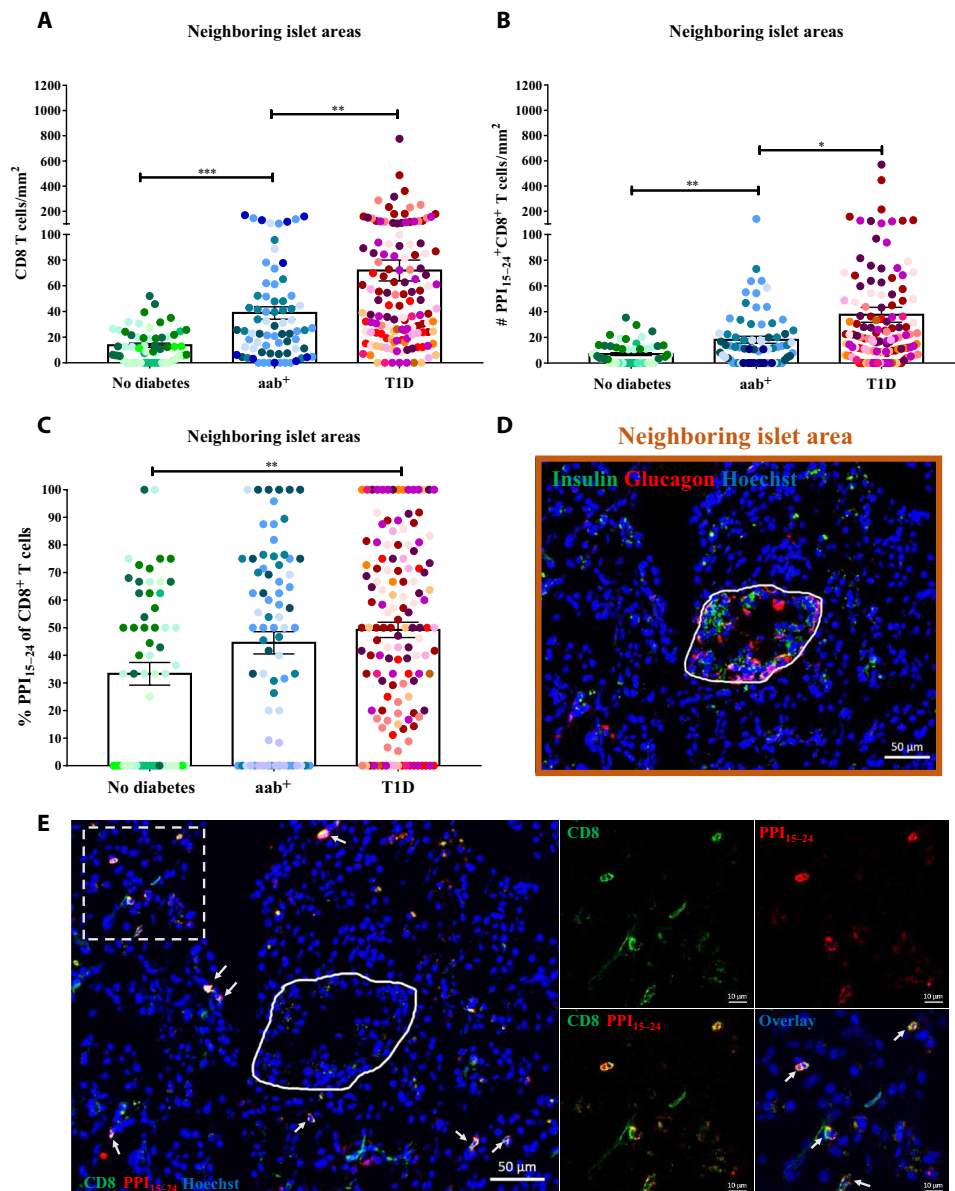 A
Neighboring islet areas
CD8 T cells/mm²
1200
1000
800
600
400
200
100
80
60
40
20
0
***
**
No diabetes
aab⁺
T1D
B
Neighboring islet areas
# PPI₁₅₋₂₄⁺CD8⁺ T cells/mm²
1200
1000
800
600
400
200
100
80
60
40
20
0
**
*
No diabetes
aab⁺
T1D
C
Neighboring islet areas
% PPI₁₅₋₂₄ of CD8⁺ T cells
100
90
80
70
60
50
40
30
20
10
0
**
No diabetes
aab⁺
T1D
D
Neighboring islet area
Insulin Glucagon Hoechst
50 µm
E
CD8 PPI₁₅₋₂₄ Hoechst
50 µm
CD8
10 µm
PPI₁₅₋₂₄
10 µm
CD8 PPI₁₅₋₂₄
10 µm
Overlay
10 µm